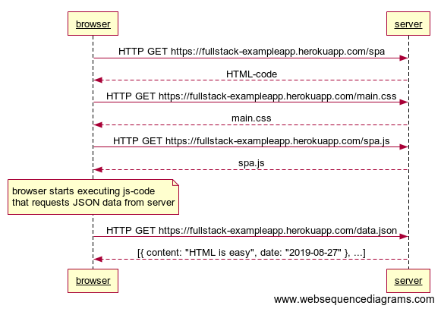 browser server
HTTP GET https://fullstack-exampleapp.herokuapp.com/spa
HTML-code
HTTP GET https://fullstack-exampleapp.herokuapp.com/main.css
main.css
HTTP GET https://fullstack-exampleapp.herokuapp.com/spa.js
spa.js
browser starts executing js-code
that requests JSON data from server
HTTP GET https://fullstack-exampleapp.herokuapp.com/data.json
[{ content: "HTML is easy", date: "2019-08-27" }, ...]
browser server
www.websequencediagrams.com